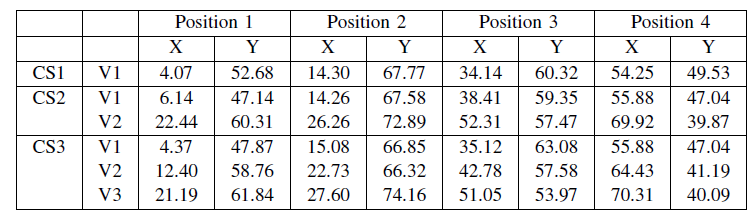 Position 1 Position 2 Position 3 Position 4
X Y X Y X Y X Y
CS1 V1 4.07 52.68 14.30 67.77 34.14 60.32 54.25 49.53
CS2 V1 6.14 47.14 14.26 67.58 38.41 59.35 55.88 47.04
V2 22.44 60.31 26.26 72.89 52.31 57.47 69.92 39.87
CS3 V1 4.37 47.87 15.08 66.85 35.12 63.08 55.88 47.04
V2 12.40 58.76 22.73 66.32 42.78 57.58 64.43 41.19
V3 21.19 61.84 27.60 74.16 51.05 53.97 70.31 40.09